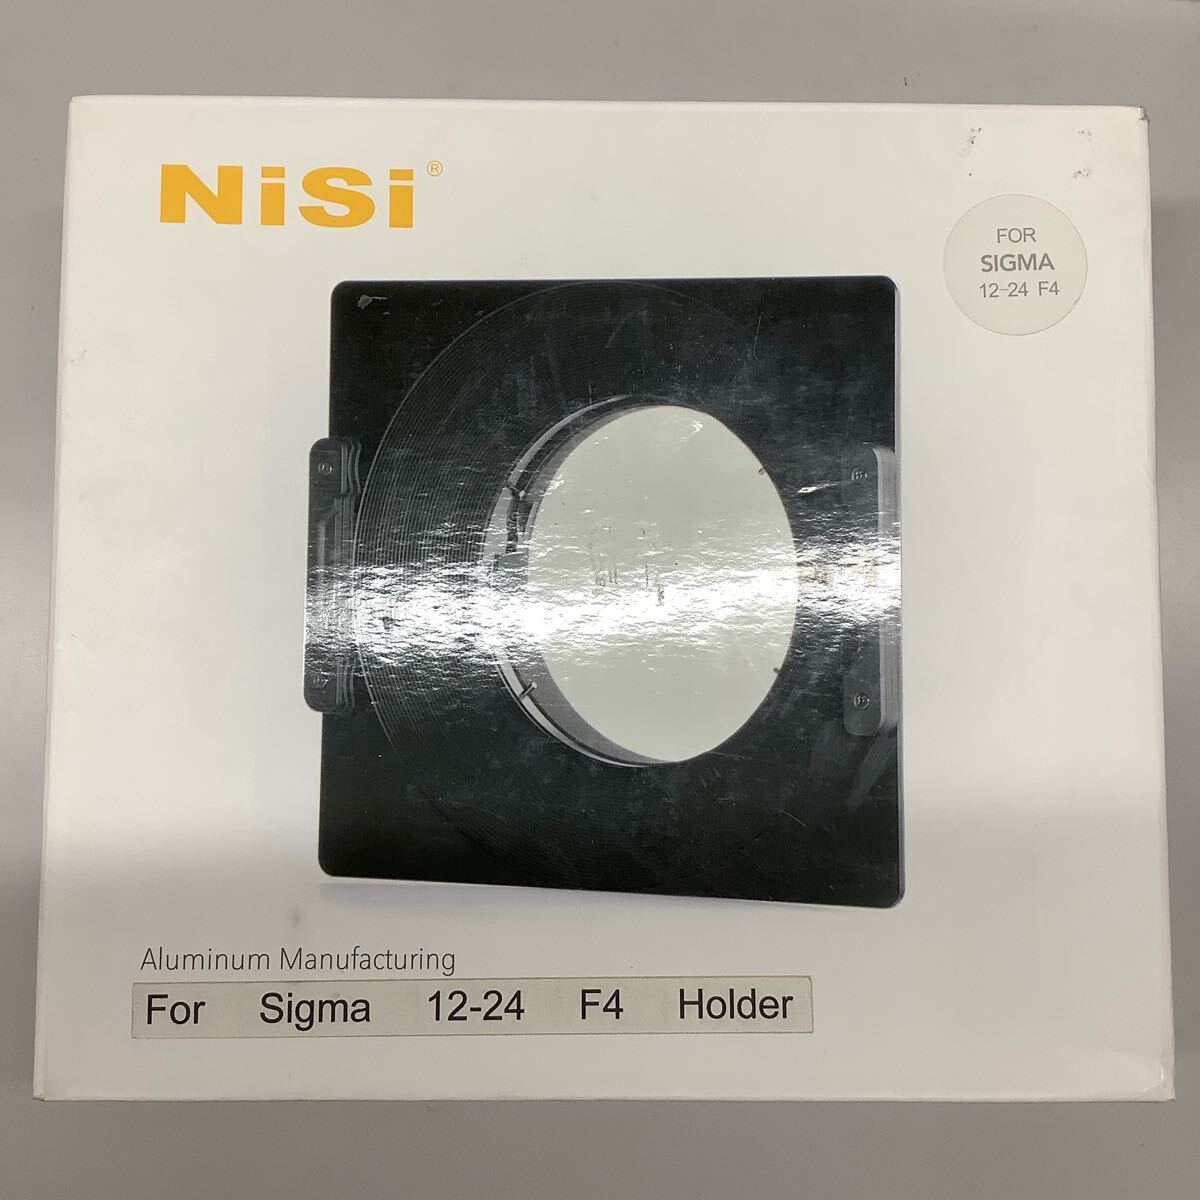 NiSi®
FOR
SIGMA
12-24 F4
Aluminum Manufacturing
For Sigma 12-24 F4 Holder